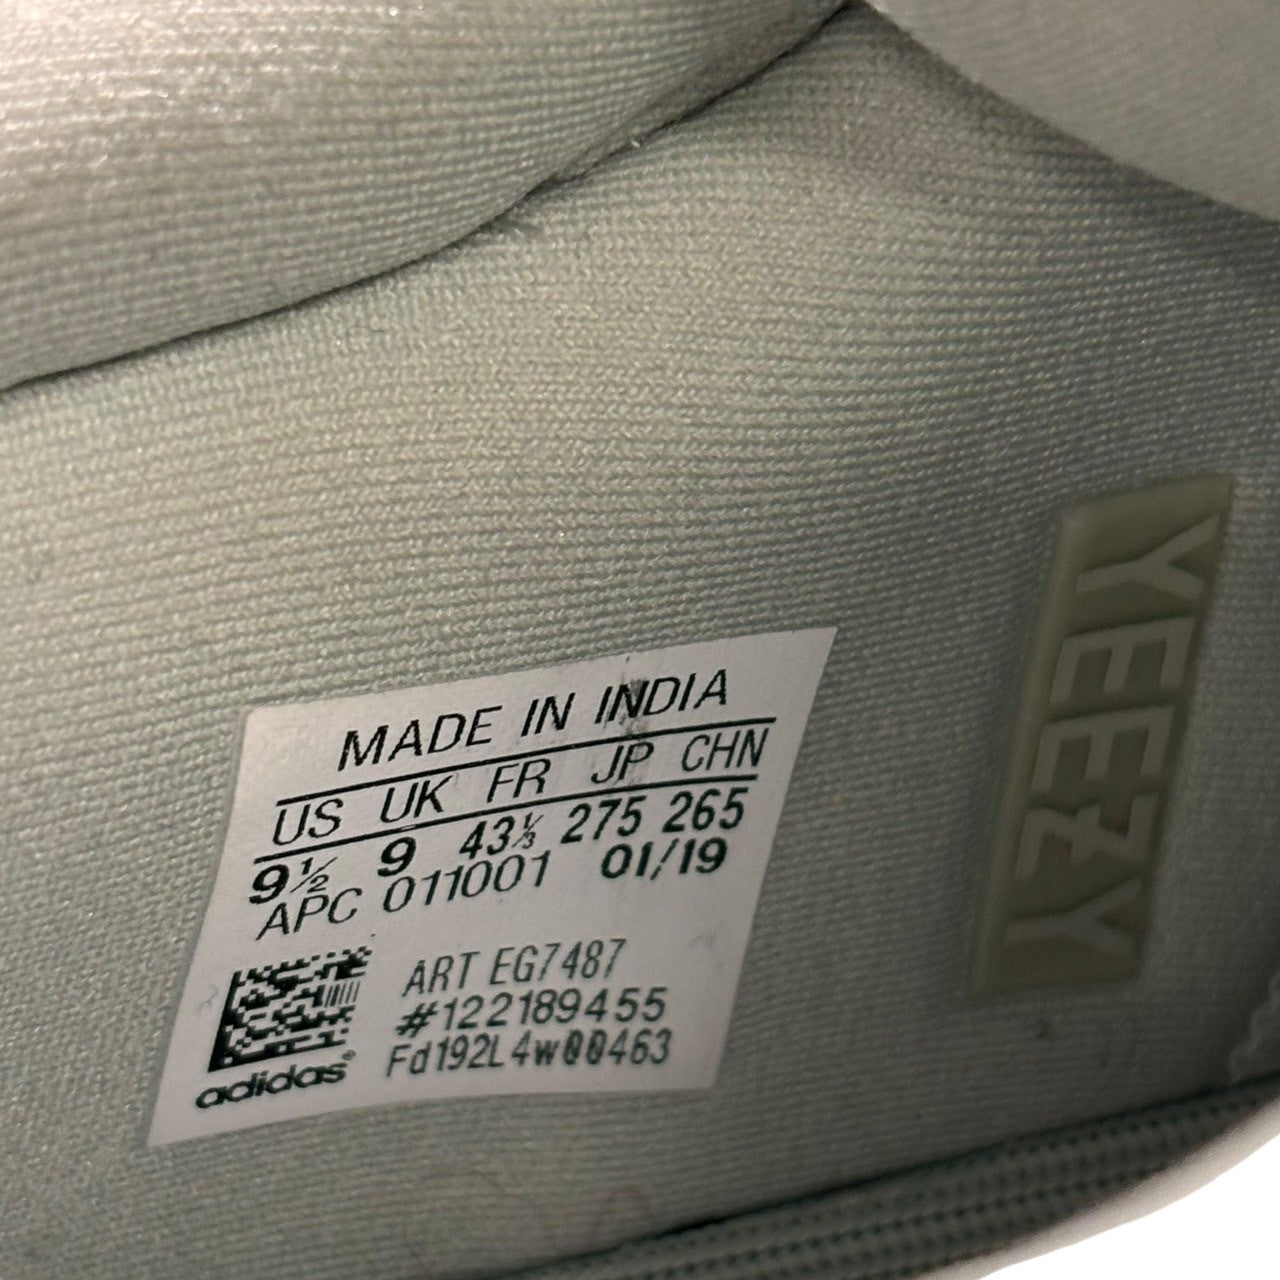 MADE IN INDIA
US UK FR JP CHN
9½ 9 43⅓ 275 265
APC 011001 01/19
ART EG7487
#122189455
Fd192L4w00463
adidas®
YEEZY